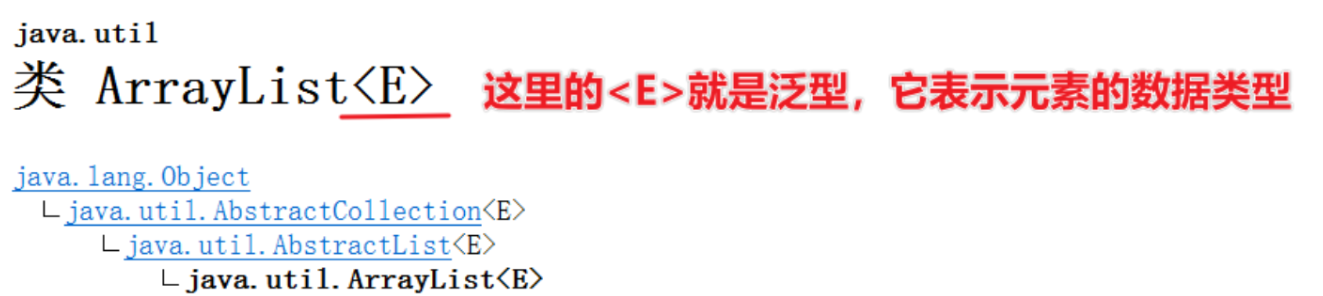 java.util
类 ArrayList<E> 这里的<E>就是泛型，它表示元素的数据类型
java.lang.Object
java.util.AbstractCollection<E>
java.util.AbstractList<E>
java.util.ArrayList<E>